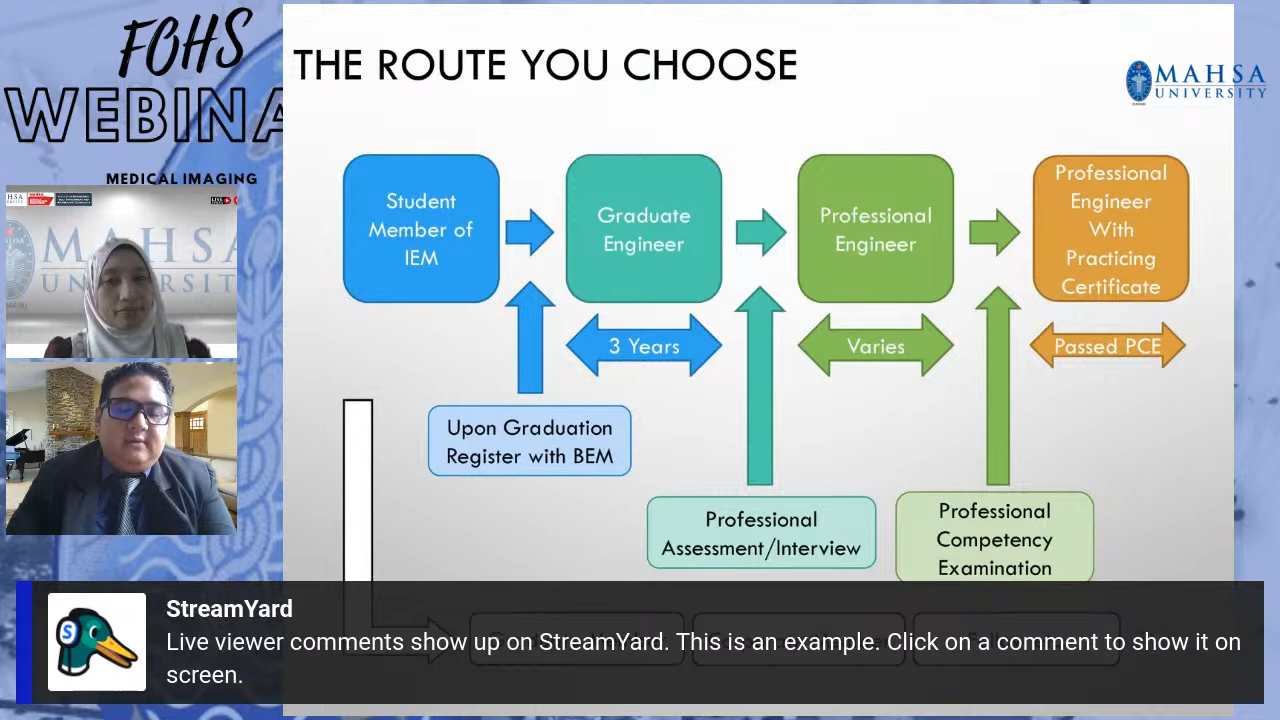 FOHS
WEBINA
MEDICAL IMAGING
MAHSA
THE ROUTE YOU CHOOSE
MAHSA
UNIVERSITY
Student
Member of
IEM
Graduate
Engineer
Professional
Engineer
Professional
Engineer
With
Practicing
Certificate
3 Years
Varies
Passed PCE
Upon Graduation
Register with BEM
Professional
Assessment/Interview
Professional
Competency
Examination
StreamYard
Live viewer comments show up on StreamYard. This is an example. Click on a comment to show it on
screen.